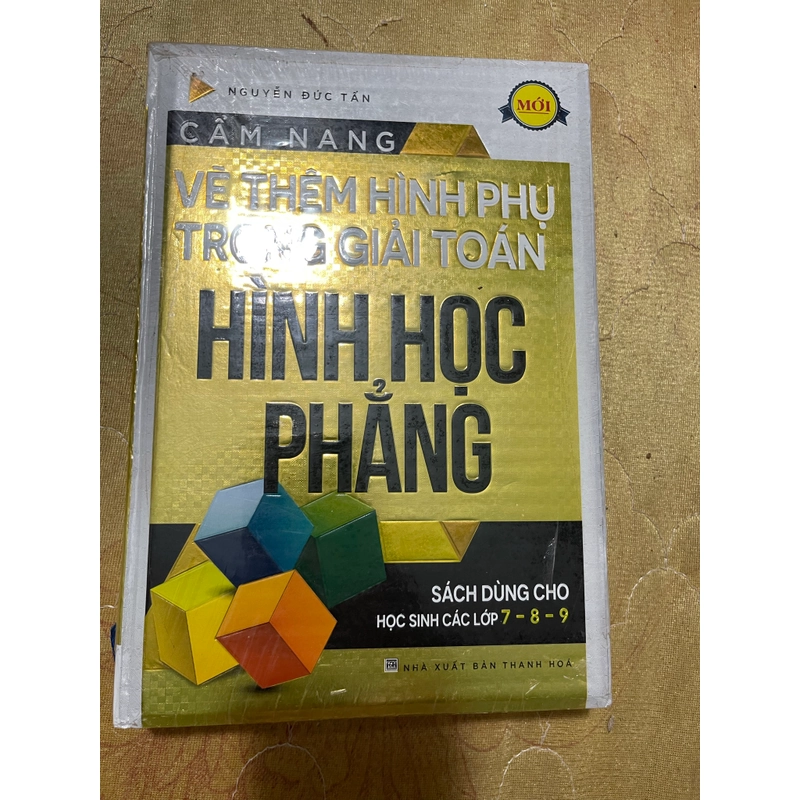 NGUYỄN ĐỨC TẤN
MỚI
CẨM NANG
VẼ THÊM HÌNH PHỤ
TRONG GIẢI TOÁN
HÌNH HỌC
PHẲNG
SÁCH DÙNG CHO
HỌC SINH CÁC LỚP 7 - 8 - 9
NHÀ XUẤT BẢN THANH HOÁ